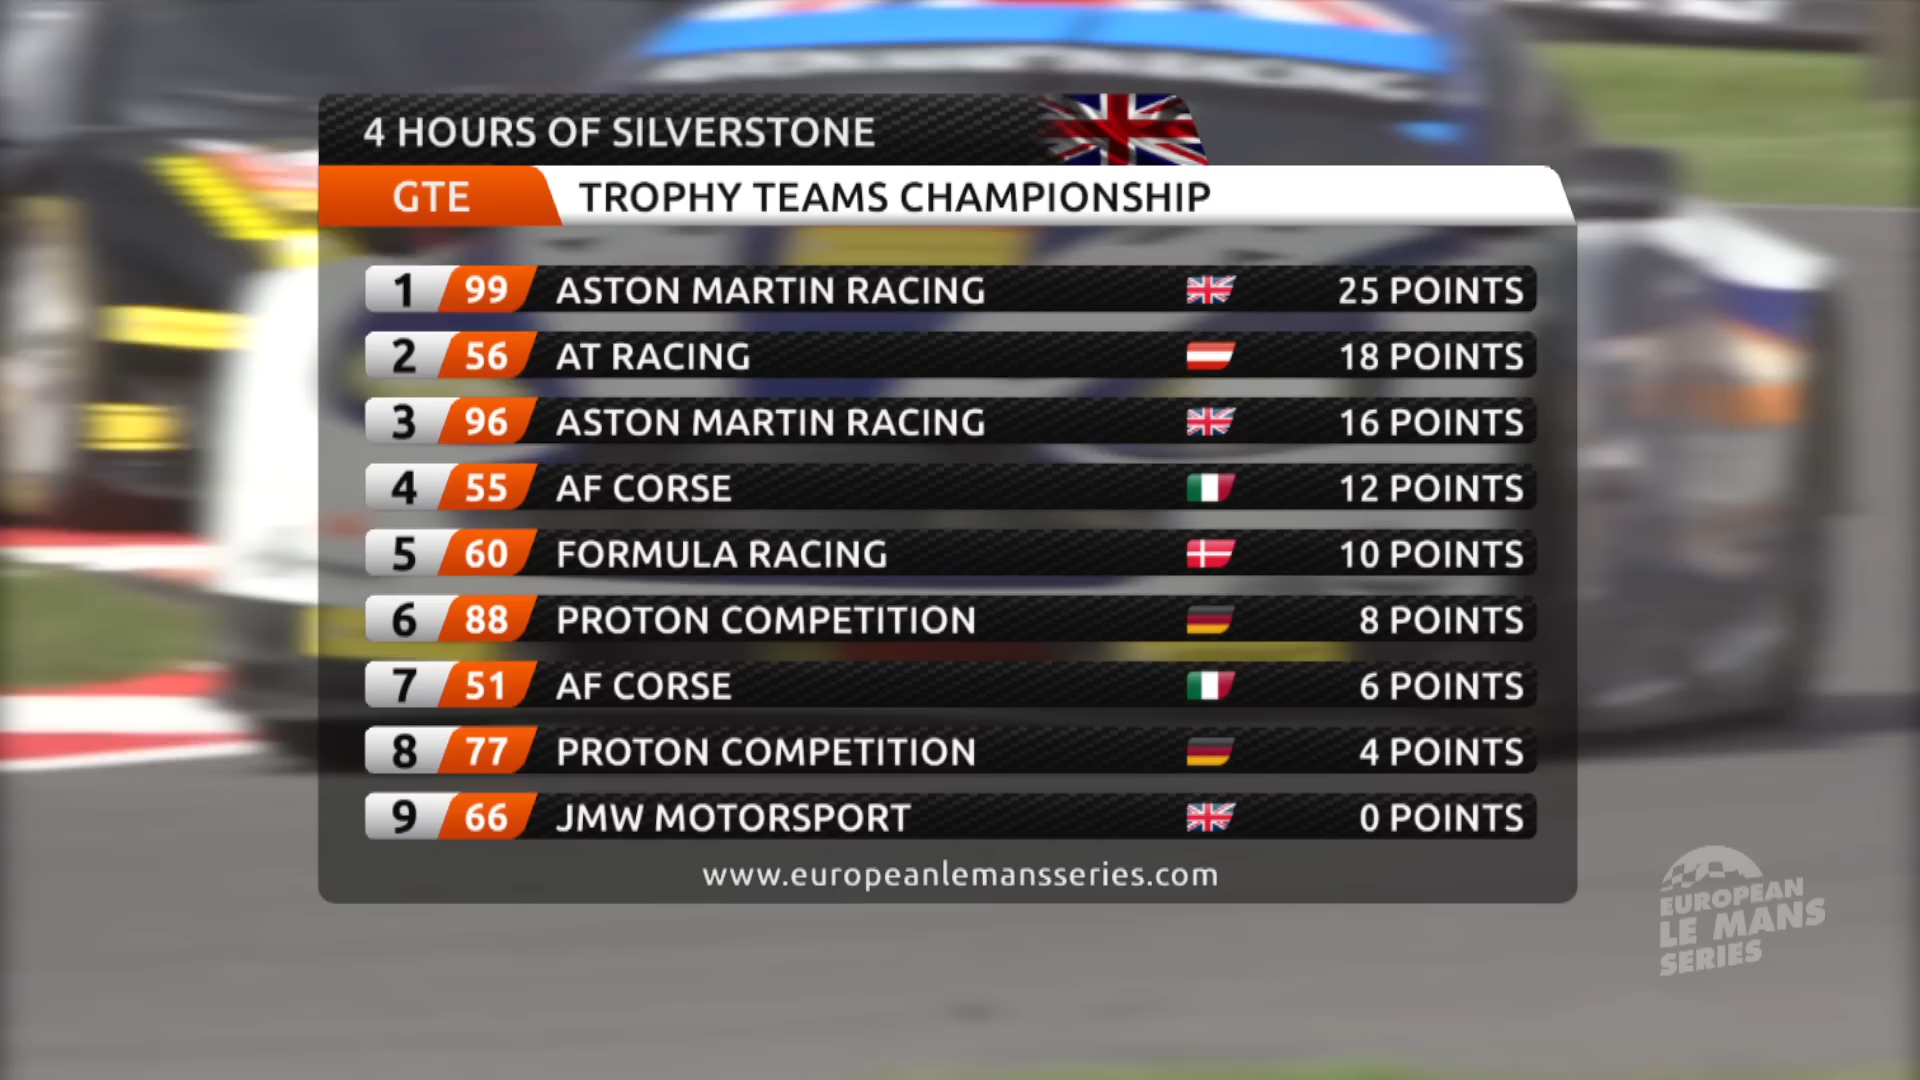 4 HOURS OF SILVERSTONE
GTE TROPHY TEAMS CHAMPIONSHIP
1 99 ASTON MARTIN RACING 25 POINTS
2 56 AT RACING 18 POINTS
3 96 ASTON MARTIN RACING 16 POINTS
4 55 AF CORSE 12 POINTS
5 60 FORMULA RACING 10 POINTS
6 88 PROTON COMPETITION 8 POINTS
7 51 AF CORSE 6 POINTS
8 77 PROTON COMPETITION 4 POINTS
9 66 JMW MOTORSPORT 0 POINTS
www.europeanlemansseries.com
EUROPEAN
LE MANS
SERIES